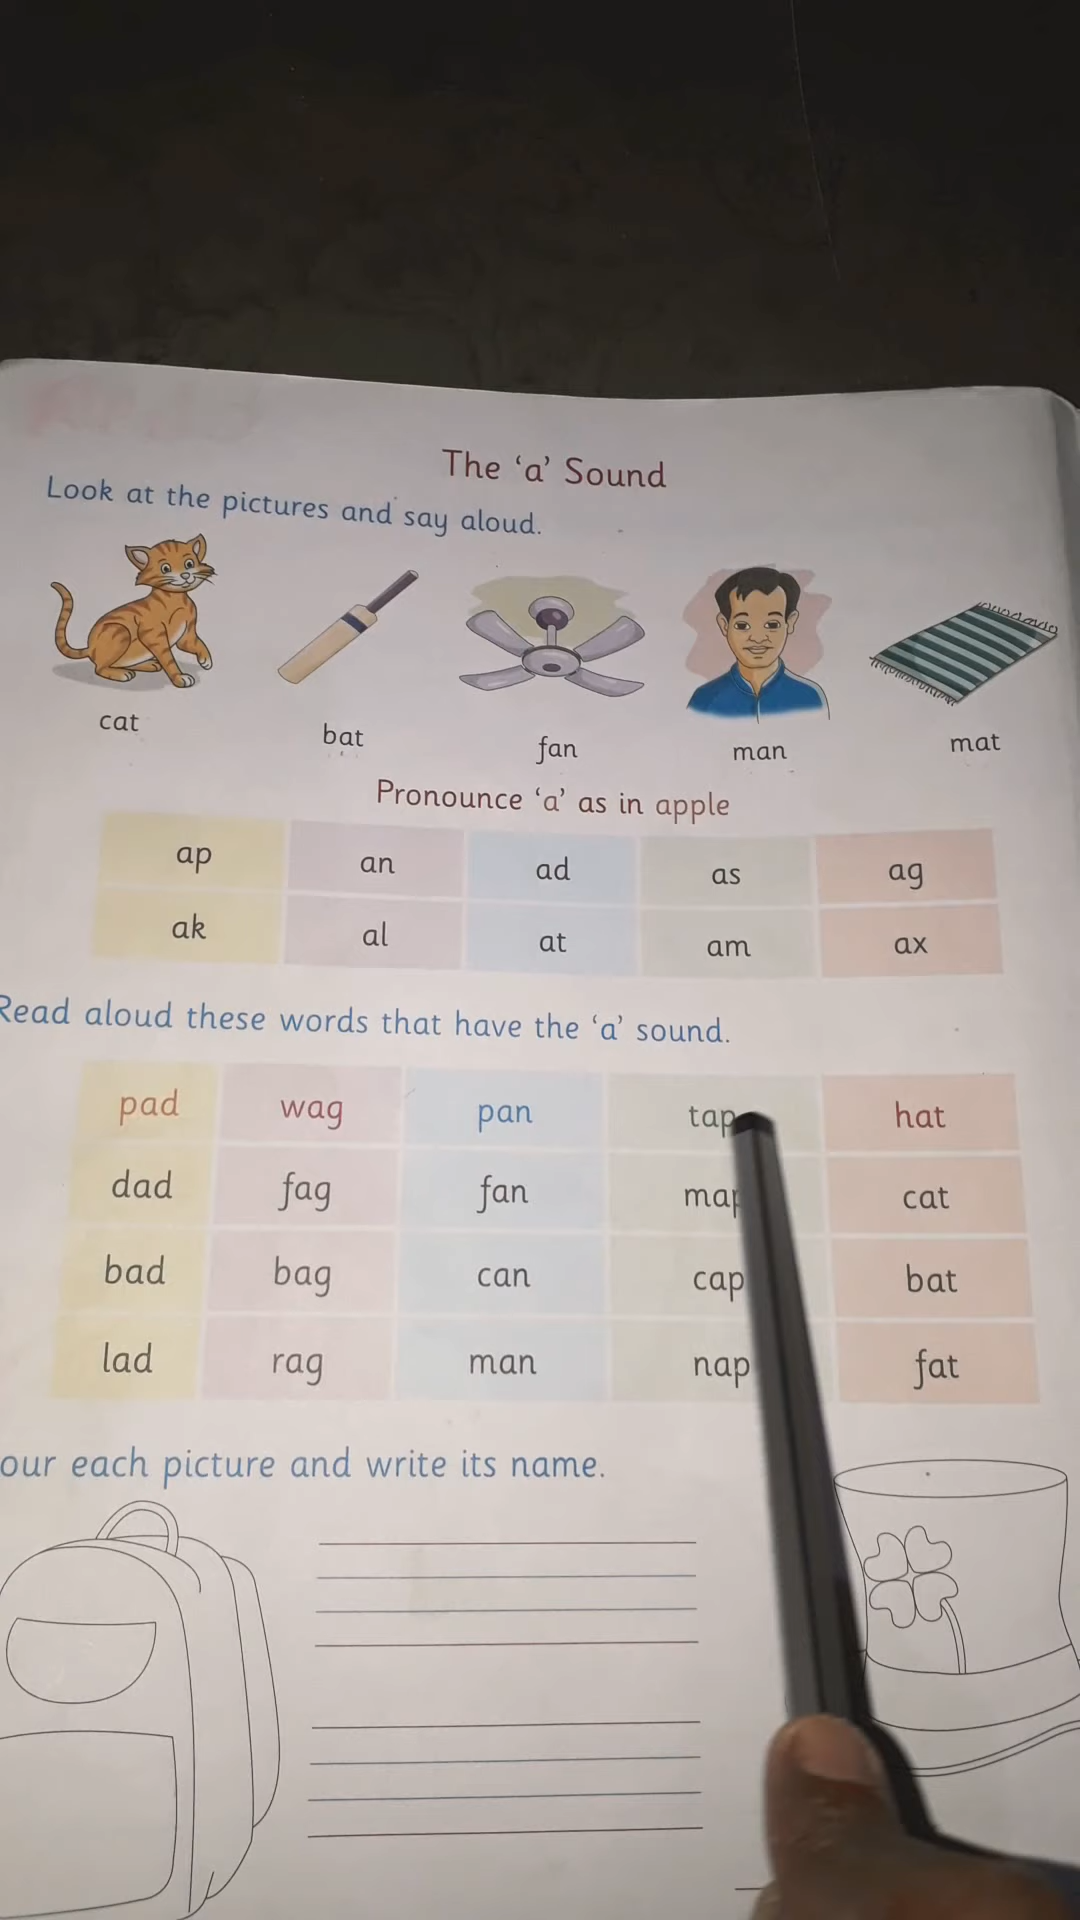 The ‘a’ Sound
Look at the pictures and say aloud.
cat bat fan man mat
Pronounce ‘a’ as in apple
ap an ad as ag
ak al at am ax
Read aloud these words that have the ‘a’ sound.
pad wag pan tap hat
dad fag fan map cat
bad bag can cap bat
lad rag man nap fat
our each picture and write its name.